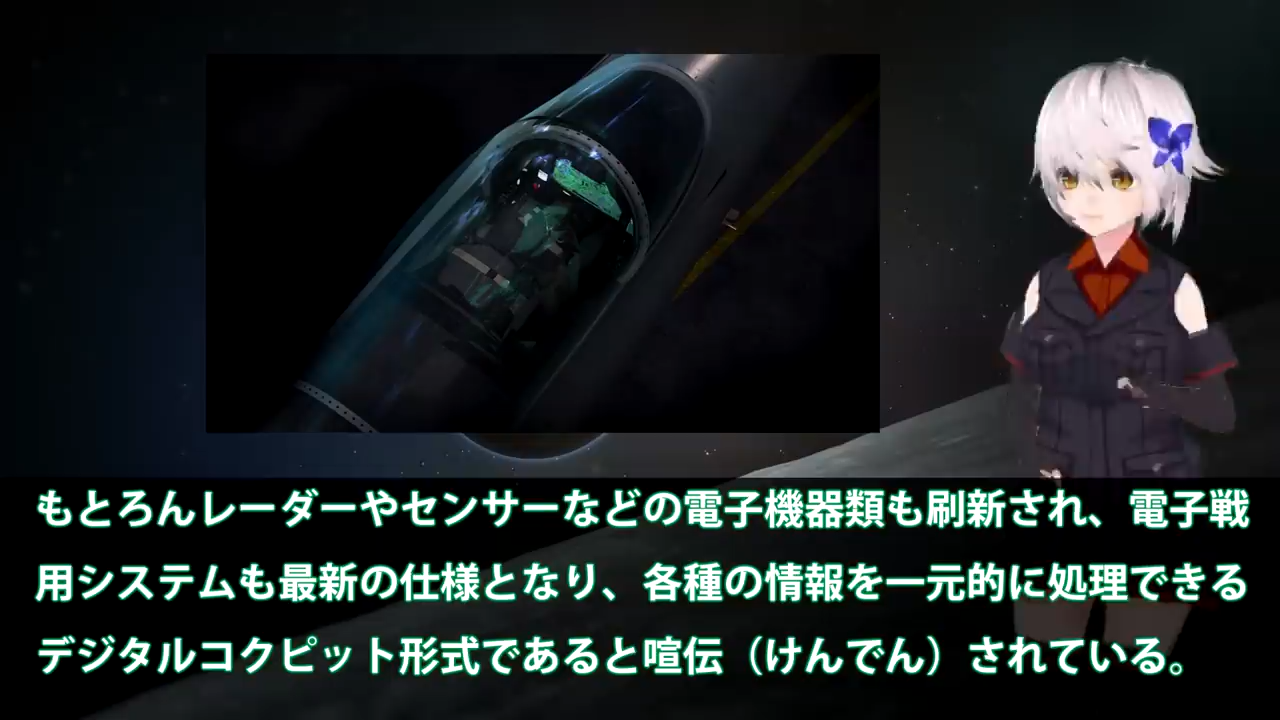 もとろんレーダーやセンサーなどの電子機器類も刷新され、電子戦
用システムも最新の仕様となり、各種の情報を一元的に処理できる
デジタルコクピット形式であると喧伝（けんでん）されている。